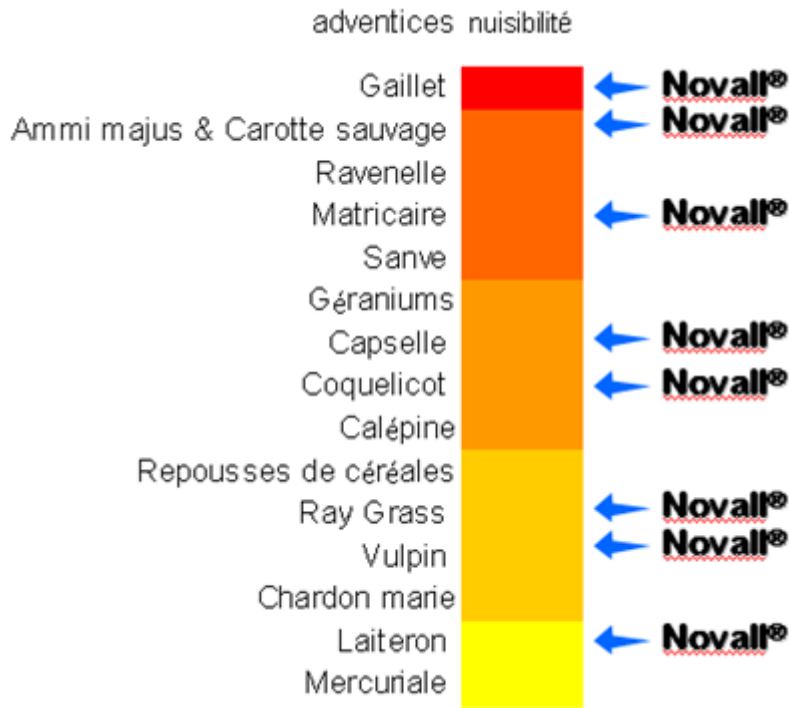 adventices nuisibilité
Gaillet Novall®
Ammi majus & Carotte sauvage Novall®
Ravenelle
Matricaire Novall®
Sanve
Géraniums
Capselle Novall®
Coquelicot Novall®
Calépine
Repousses de céréales
Ray Grass Novall®
Vulpin Novall®
Chardon marie
Laiteron Novall®
Mercuriale